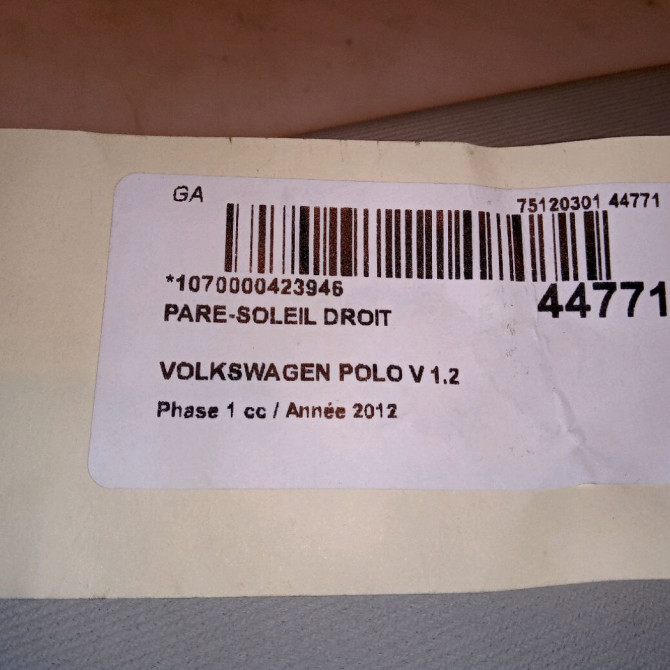 GA
75120301 44771
*1070000423946
44771
PARE-SOLEIL DROIT
VOLKSWAGEN POLO V 1.2
Phase 1 cc / Année 2012